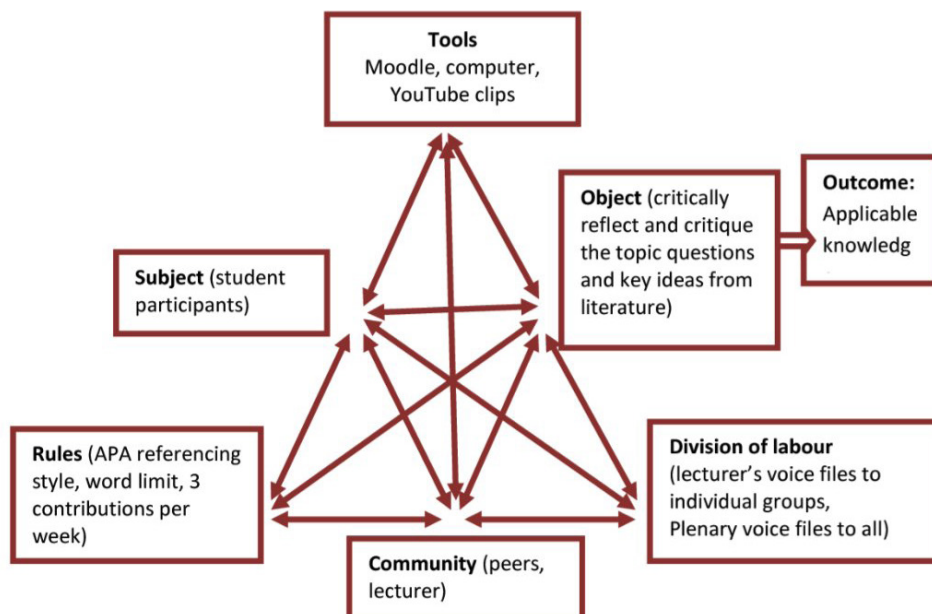 Tools
Moodle, computer,
YouTube clips
Object (critically
reflect and critique
the topic questions
and key ideas from
literature)
Outcome:
Applicable
knowledg
Subject (student
participants)
Rules (APA referencing
style, word limit, 3
contributions per
week)
Community (peers,
lecturer)
Division of labour
(lecturer's voice files to
individual groups,
Plenary voice files to all)